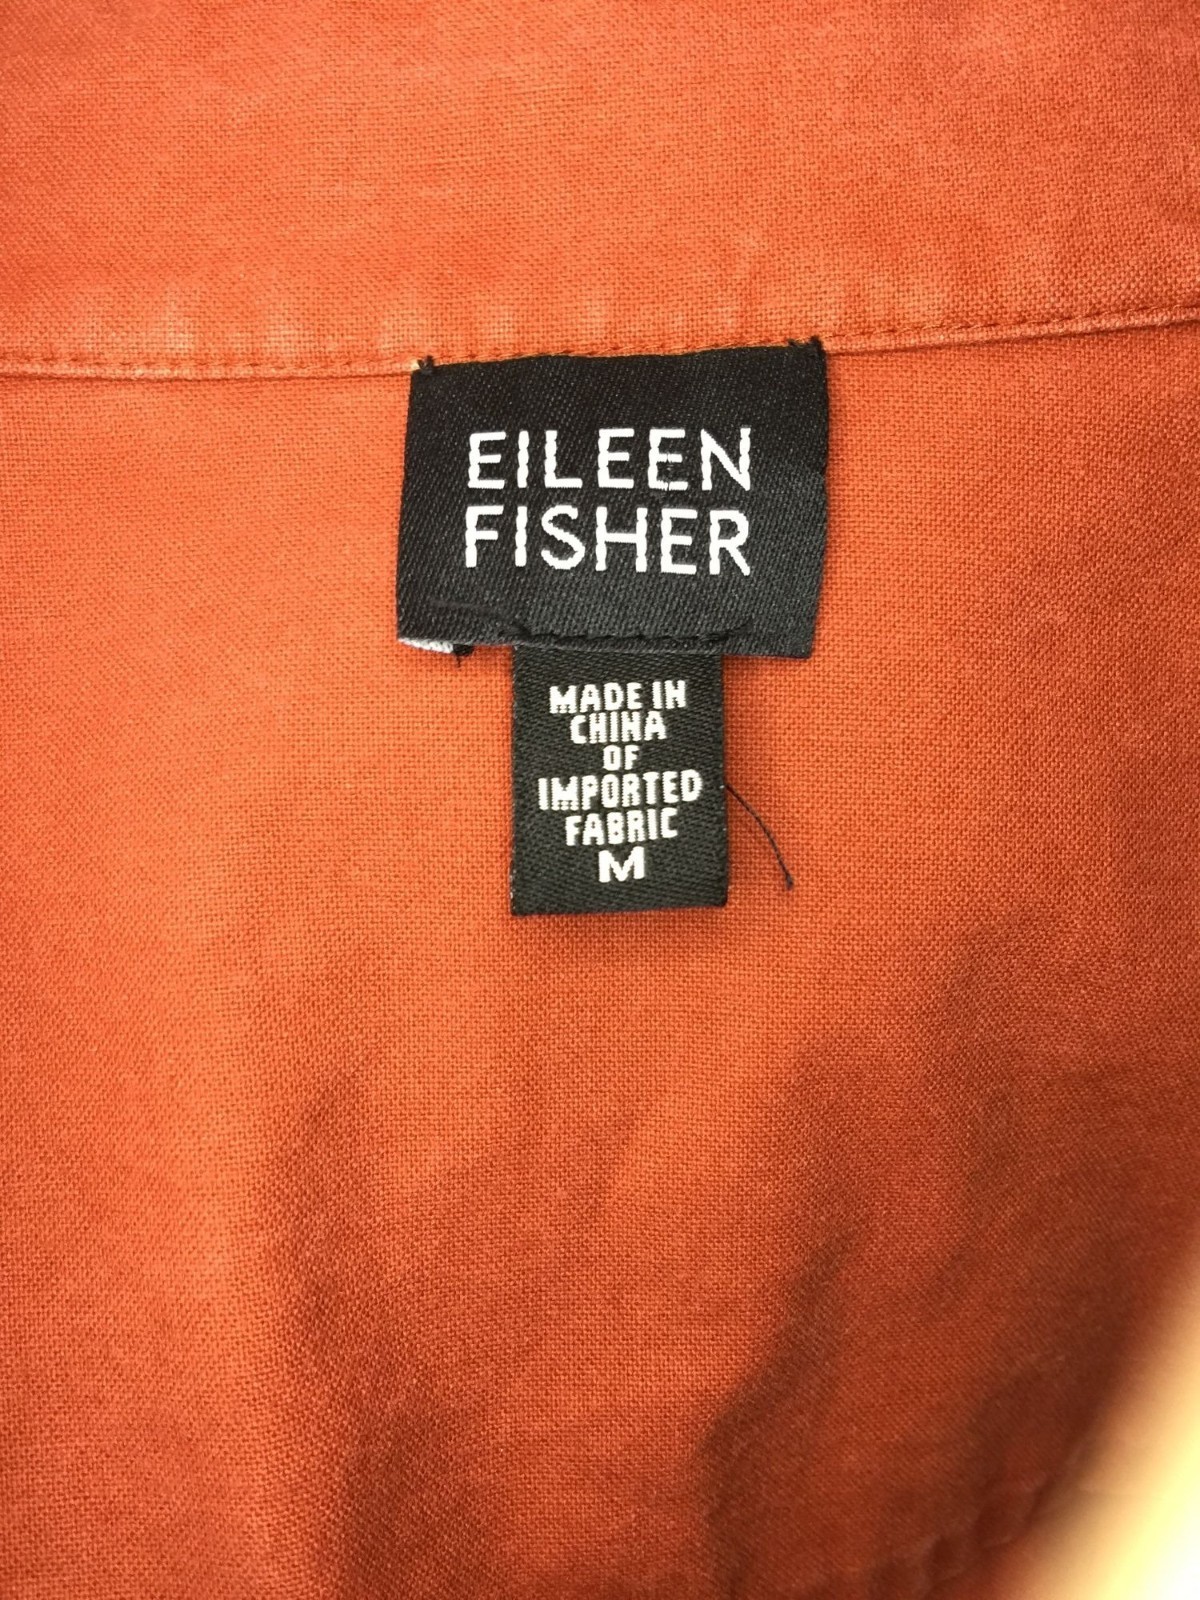 EILEEN
FISHER
MADE IN
CHINA
OF
IMPORTED
FABRIC
M